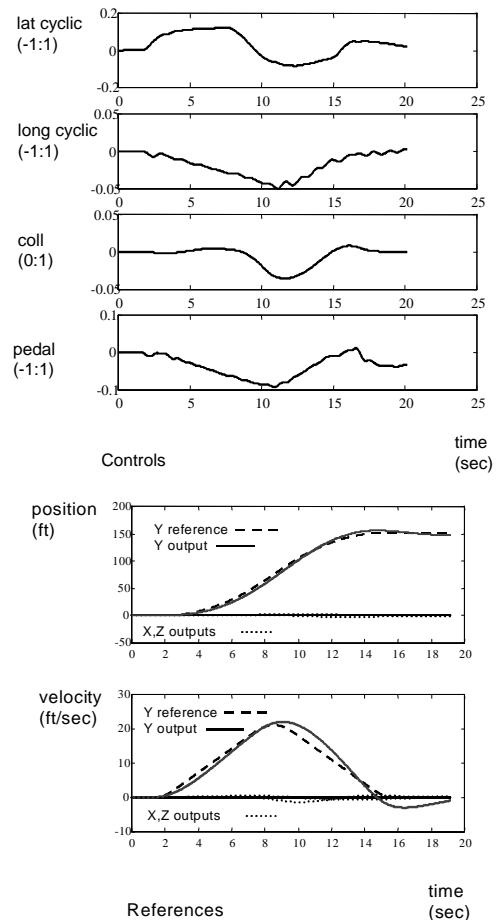 lat cyclic
(-1:1)
0.2
0
-0.2
0 5 10 15 20 25
long cyclic
(-1:1)
0.05
0
-0.05
0 5 10 15 20 25
coll
(0:1)
0.05
0
-0.05
0 5 10 15 20 25
pedal
(-1:1)
0.1
0
-0.1
0 5 10 15 20 25
Controls
time
(sec)
position
(ft)
200
150
100
50
0
-50
Y reference
Y output
X,Z outputs
0 2 4 6 8 10 12 14 16 18 20
velocity
(ft/sec)
30
20
10
0
-10
Y reference
Y output
X,Z outputs
0 2 4 6 8 10 12 14 16 18 20
References
time
(sec)